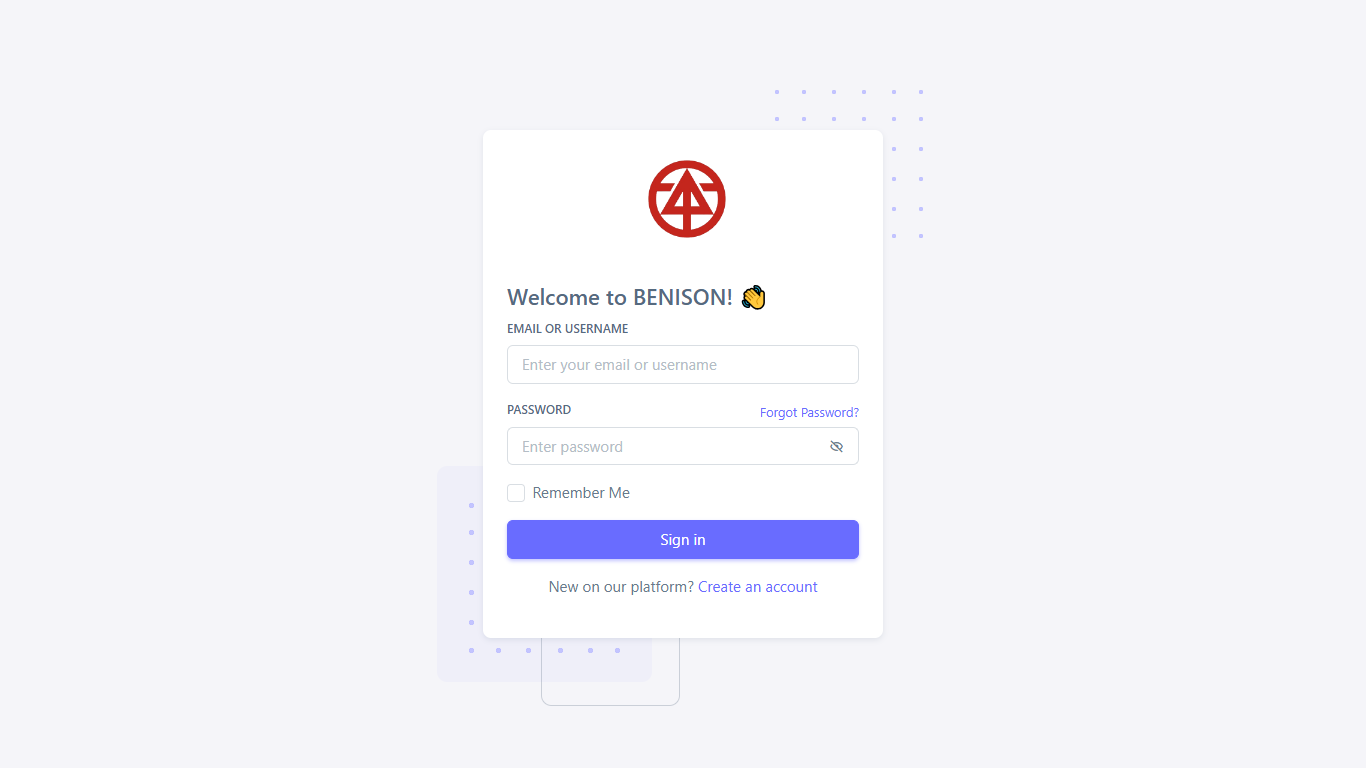 Welcome to BENISON! 👋
EMAIL OR USERNAME
Enter your email or username
PASSWORD
Forgot Password?
Enter password
Remember Me
Sign in
New on our platform? Create an account